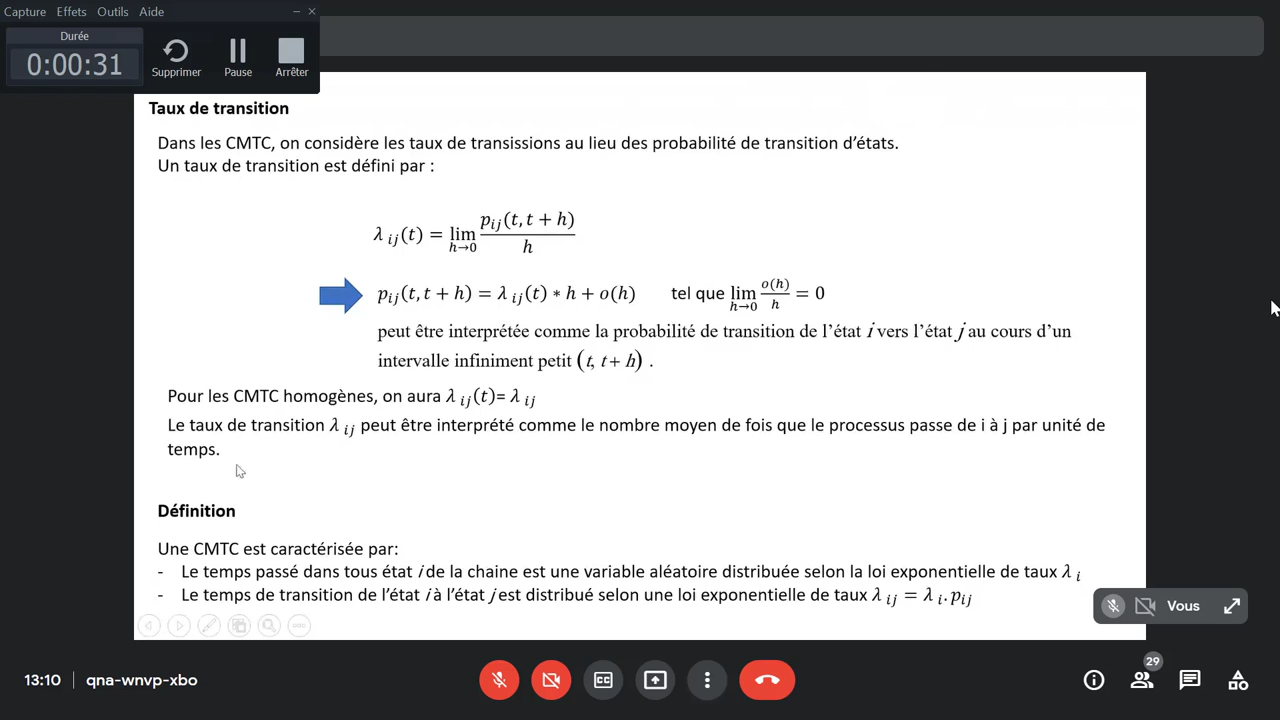 Capture Effets Outils Aide
Durée
0:00:31
Supprimer Pause Arrêter
Taux de transition
Dans les CMTC, on considère les taux de transissions au lieu des probabilité de transition d'états.
Un taux de transition est défini par :
λ ij(t) = lim h→0 p ij(t, t + h) / h
p ij(t, t + h) = λ ij(t) ∗ h + o(h) tel que lim h→0 o(h)/h = 0
peut être interprétée comme la probabilité de transition de l'état i vers l'état j au cours d'un
intervalle infiniment petit (t, t + h) .
Pour les CMTC homogènes, on aura λ ij(t)= λ ij
Le taux de transition λ ij peut être interprété comme le nombre moyen de fois que le processus passe de i à j par unité de
temps.
Définition
Une CMTC est caractérisée par:
- Le temps passé dans tous état i de la chaine est une variable aléatoire distribuée selon la loi exponentielle de taux λ i
- Le temps de transition de l'état i à l'état j est distribué selon une loi exponentielle de taux λ ij = λ i.p ij
Vous
13:10 qna-wnvp-xbo
29